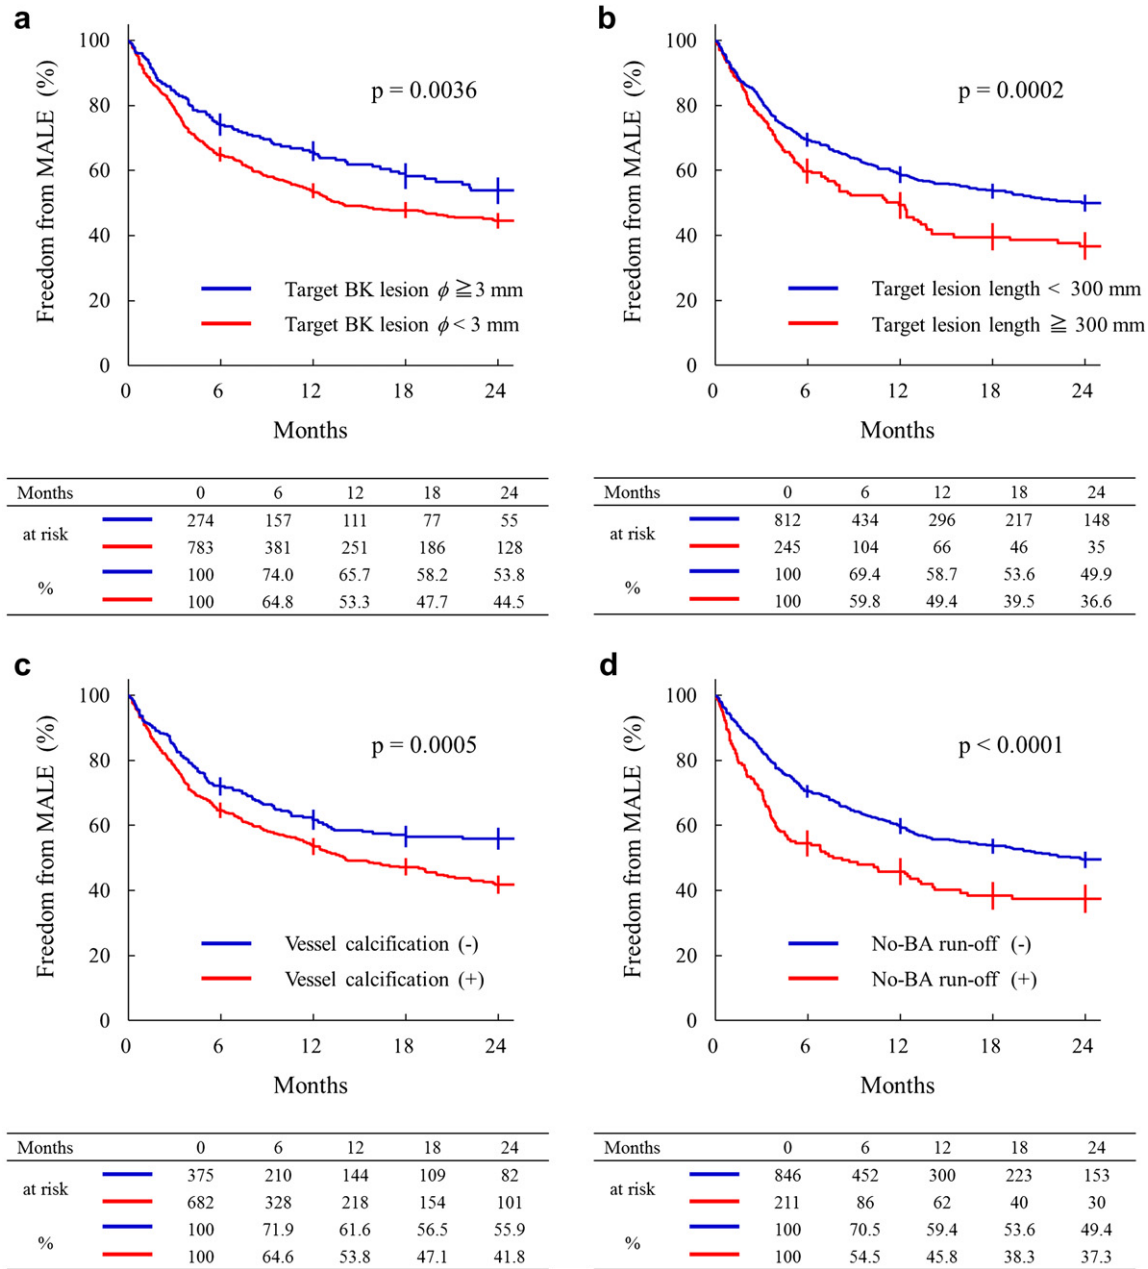 a
Freedom from MALE (%)
100
80
60
40
20
0
p = 0.0036
Target BK lesion ϕ ≧ 3 mm
Target BK lesion ϕ < 3 mm
0 6 12 18 24
Months
Months 0 6 12 18 24
at risk
274 157 111 77 55
783 381 251 186 128
%
100 74.0 65.7 58.2 53.8
100 64.8 53.3 47.7 44.5
b
Freedom from MALE (%)
100
80
60
40
20
0
p = 0.0002
Target lesion length < 300 mm
Target lesion length ≧ 300 mm
0 6 12 18 24
Months
Months 0 6 12 18 24
at risk
812 434 296 217 148
245 104 66 46 35
%
100 69.4 58.7 53.6 49.9
100 59.8 49.4 39.5 36.6
c
Freedom from MALE (%)
100
80
60
40
20
0
p = 0.0005
Vessel calcification (-)
Vessel calcification (+)
0 6 12 18 24
Months
Months 0 6 12 18 24
at risk
375 210 144 109 82
682 328 218 154 101
%
100 71.9 61.6 56.5 55.9
100 64.6 53.8 47.1 41.8
d
Freedom from MALE (%)
100
80
60
40
20
0
p < 0.0001
No-BA run-off (-)
No-BA run-off (+)
0 6 12 18 24
Months
Months 0 6 12 18 24
at risk
846 452 300 223 153
211 86 62 40 30
%
100 70.5 59.4 53.6 49.4
100 54.5 45.8 38.3 37.3